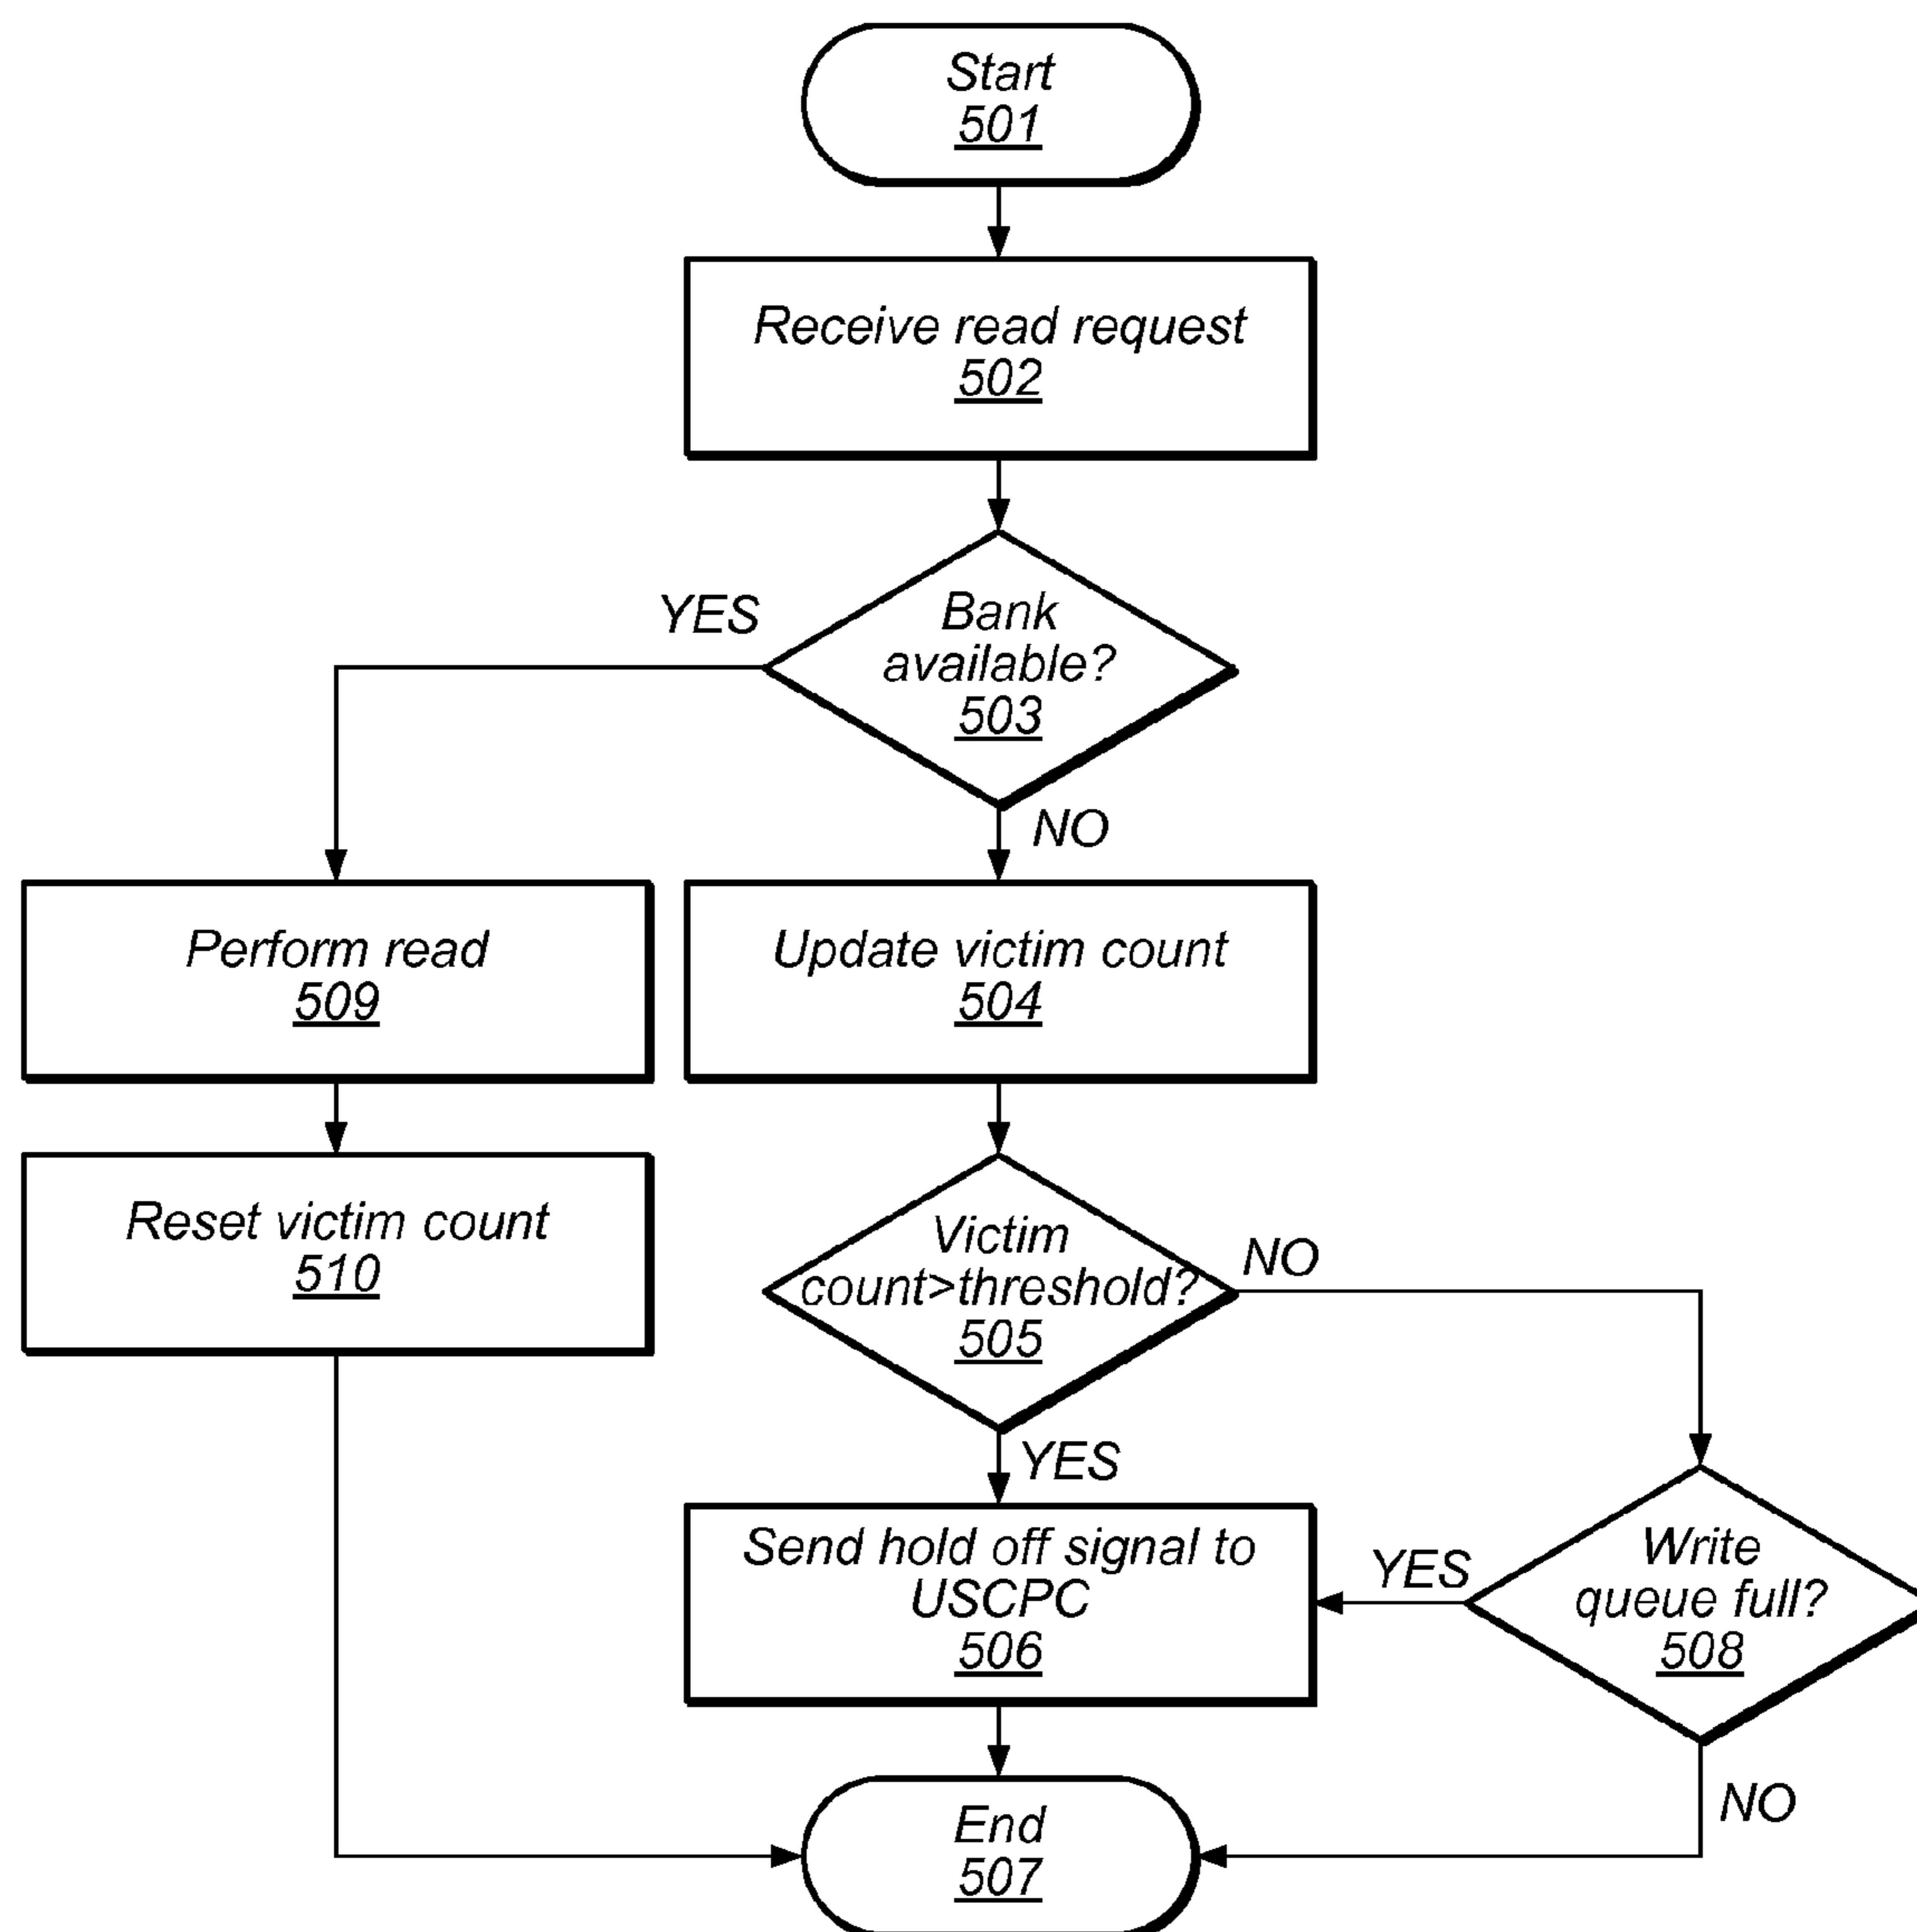 Start
501
Receive read request
502
YES
Bank
available?
503
NO
Perform read
509
Update victim count
504
Reset victim count
510
Victim
count>threshold?
505
NO
YES
Send hold off signal to
USCPC
506
YES
Write
queue full?
508
NO
End
507